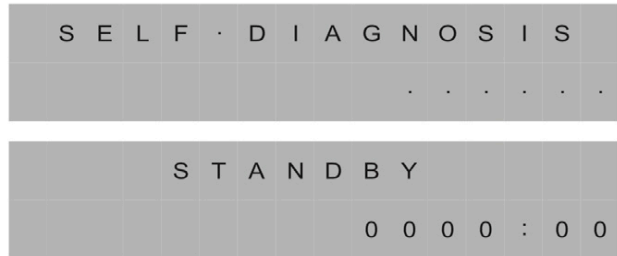 SELF·DIAGNOSIS
......
STANDBY
0000:00